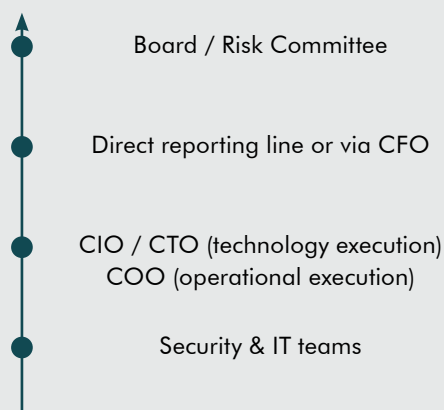 Board / Risk Committee
Direct reporting line or via CFO
CIO / CTO (technology execution)
COO (operational execution)
Security & IT teams